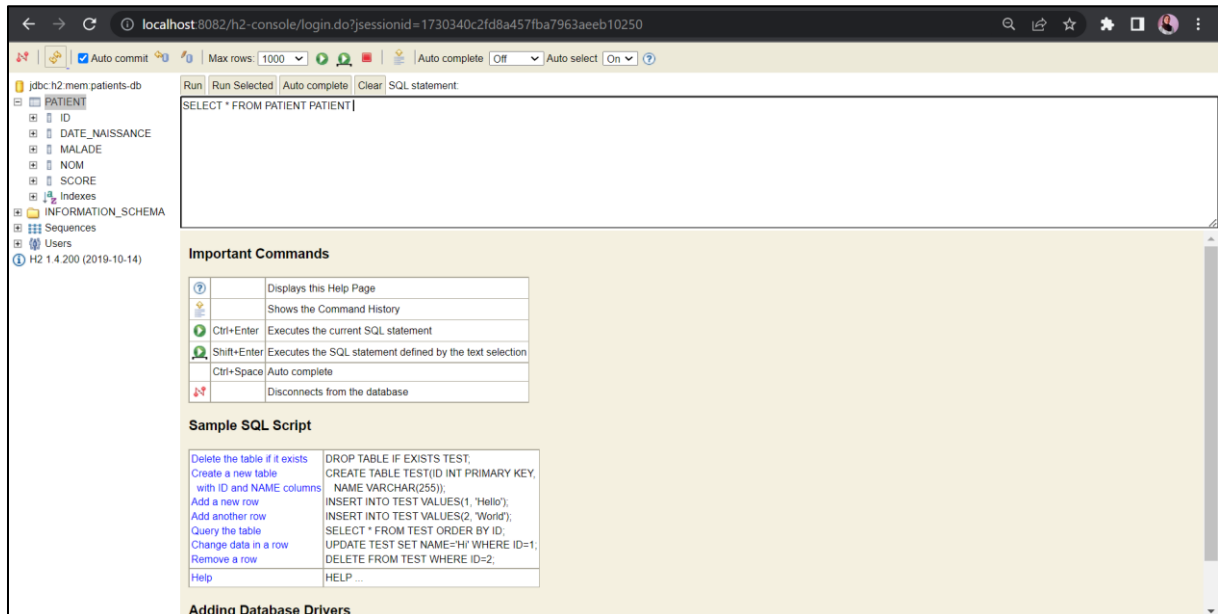 localhost:8082/h2-console/login.do?jsessionid=1730340c2fd8a457fba7963aeeb10250
Auto commit Max rows: 1000 Auto complete Off Auto select On
jdbc:h2:mem:patients-db
PATIENT
ID
DATE_NAISSANCE
MALADE
NOM
SCORE
Indexes
INFORMATION_SCHEMA
Sequences
Users
H2 1.4.200 (2019-10-14)
Run Run Selected Auto complete Clear SQL statement:
SELECT * FROM PATIENT PATIENT
Important Commands
Displays this Help Page
Shows the Command History
Ctrl+Enter Executes the current SQL statement
Shift+Enter Executes the SQL statement defined by the text selection
Ctrl+Space Auto complete
Disconnects from the database
Sample SQL Script
Delete the table if it exists DROP TABLE IF EXISTS TEST;
Create a new table CREATE TABLE TEST(ID INT PRIMARY KEY,
with ID and NAME columns NAME VARCHAR(255));
Add a new row INSERT INTO TEST VALUES(1, 'Hello');
Add another row INSERT INTO TEST VALUES(2, 'World');
Query the table SELECT * FROM TEST ORDER BY ID;
Change data in a row UPDATE TEST SET NAME='Hi' WHERE ID=1;
Remove a row DELETE FROM TEST WHERE ID=2;
Help HELP ...
Adding Database Drivers